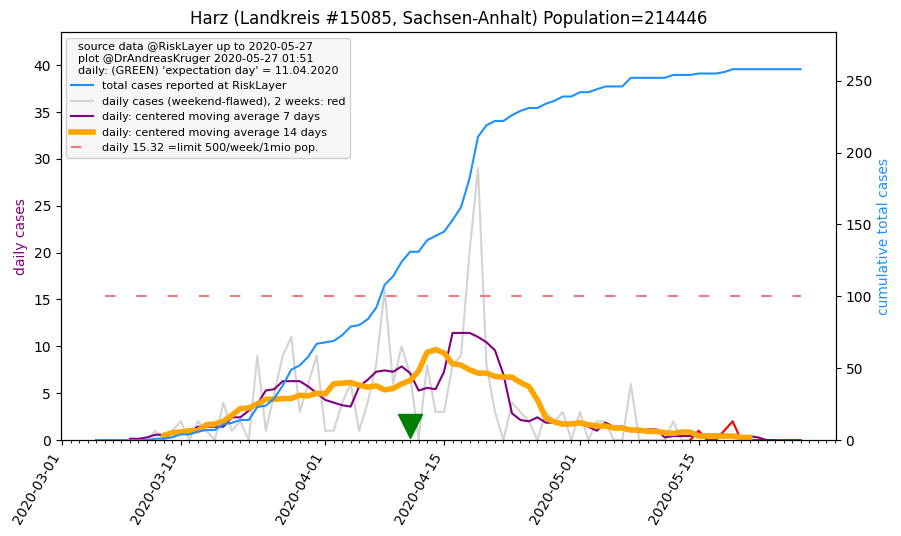 Harz (Landkreis #15085, Sachsen-Anhalt) Population=214446
source data @RiskLayer up to 2020-05-27
plot @DrAndreasKruger 2020-05-27 01:51
daily: (GREEN) 'expectation day' = 11.04.2020
total cases reported at RiskLayer
daily cases (weekend-flawed), 2 weeks: red
daily: centered moving average 7 days
daily: centered moving average 14 days
daily 15.32 =limit 500/week/1mio pop.
daily cases
40
35
30
25
20
15
10
5
0
cumulative total cases
250
200
150
100
50
0
2020-03-01
2020-03-15
2020-04-01
2020-04-15
2020-05-01
2020-05-15